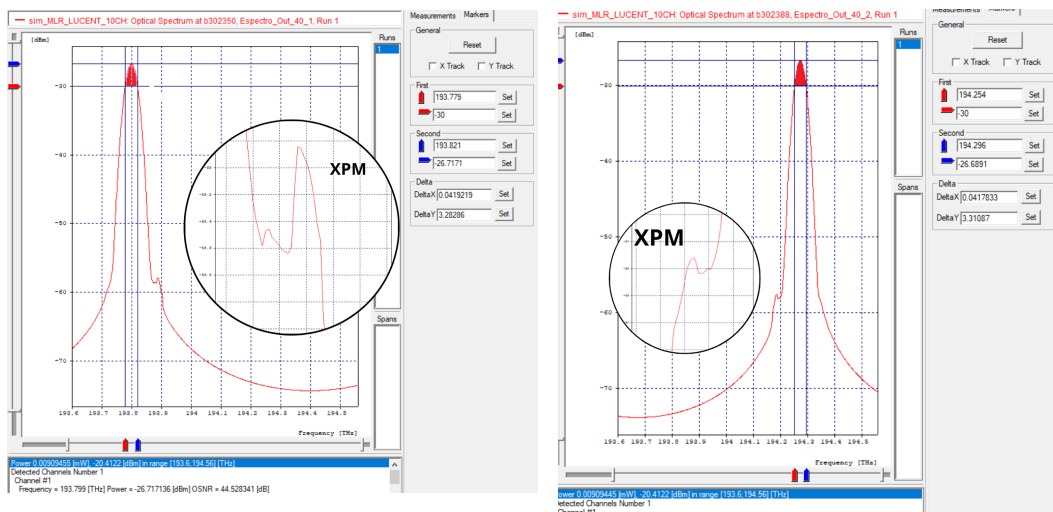 sim_MLR_LUCENT_10CH: Optical Spectrum at b302350, Espectro_Out_40_1, Run 1
[dBm]
-30
-40
-50
-60
-70
XPM
193.6 193.7 193.8 193.9 194 194.1 194.2 194.3 194.4 194.5
Frequency [THz]
Runs
1
Spans
Power 0.00909455 [mW], -20.4122 [dBm] in range [193.6;194.56] [THz]
Detected Channels Number 1
Channel #1
Frequency = 193.799 [THz] Power = -26.717136 [dBm] OSNR = 44.528341 [dB]
Measurements Markers
General
Reset
X Track Y Track
First
193.779 Set
-30 Set
Second
193.821 Set
-26.7171 Set
Delta
DeltaX 0.0419219 Set
DeltaY 3.28286 Set
sim_MLR_LUCENT_10CH: Optical Spectrum at b302388, Espectro_Out_40_2, Run 1
[dBm]
-30
-40
-50
-60
-70
XPM
193.6 193.7 193.8 193.9 194 194.1 194.2 194.3 194.4 194.5
Frequency [THz]
Runs
1
Spans
ower 0.00909445 [mW], -20.4122 [dBm] in range [193.6;194.56] [THz]
etected Channels Number 1
Measurements Markers
General
Reset
X Track Y Track
First
194.254 Set
-30 Set
Second
194.296 Set
-26.6891 Set
Delta
DeltaX 0.0417833 Set
DeltaY 3.31087 Set